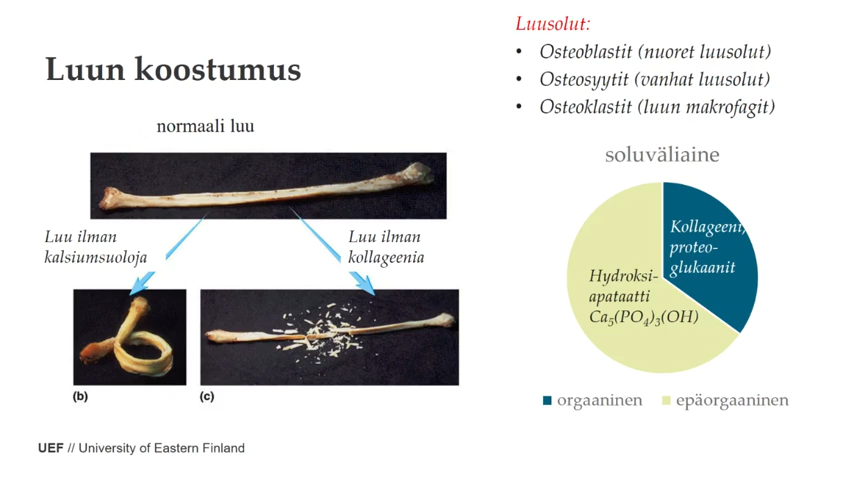 Luun koostumus
normaali luu
Luu ilman
kalsiumsuoloja
Luu ilman
kollageenia
(b)
(c)
Luusolut:
• Osteoblastit (nuoret luusolut)
• Osteosyytit (vanhat luusolut)
• Osteoklastit (luun makrofagit)
soluväliaine
Kollageeni,
proteo-
glukaanit
Hydroksi-
apataatti
Ca5(PO4)3(OH)
orgaaninen
epäorgaaninen
UEF // University of Eastern Finland